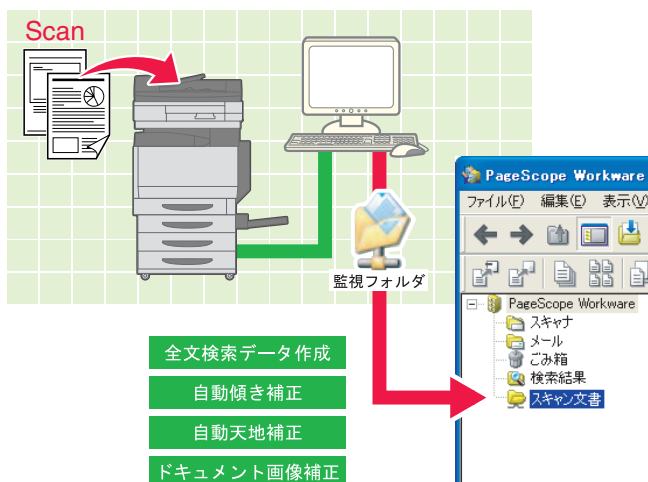 Scan
監視フォルダ
全文検索データ作成
自動傾き補正
自動天地補正
ドキュメント画像補正
PageScope Workware
ファイル(F) 編集(E) 表示(V)
PageScope Workware
スキャナ
メール
ごみ箱
検索結果
スキャン文書